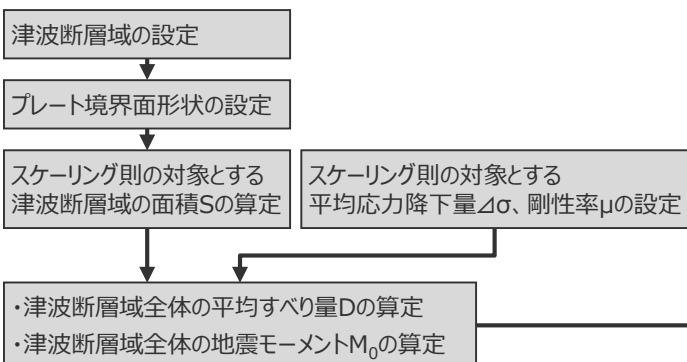 津波断層域の設定
プレート境界面形状の設定
スケーリング則の対象とする
津波断層域の面積Sの算定
スケーリング則の対象とする
平均応力降下量⊿σ、剛性率μの設定
・津波断層域全体の平均すべり量Dの算定
・津波断層域全体の地震モーメントM₀の算定